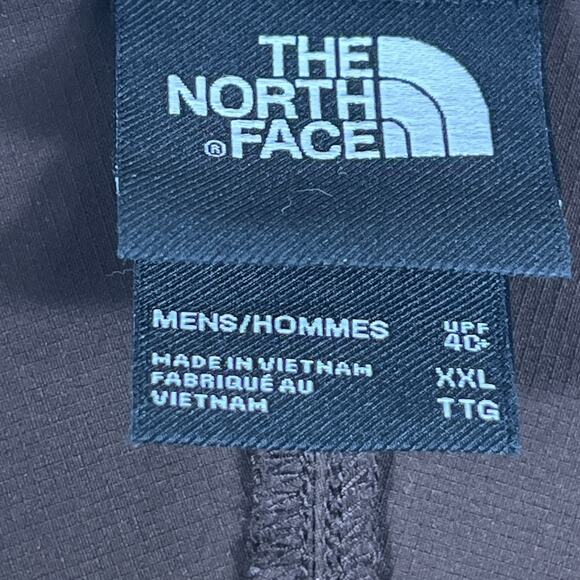 THE
NORTH
® FACE
MENS/HOMMES
UPF
40+
MADE IN VIETNAM
FABRIQUÉ AU
VIETNAM
XXL
TTG